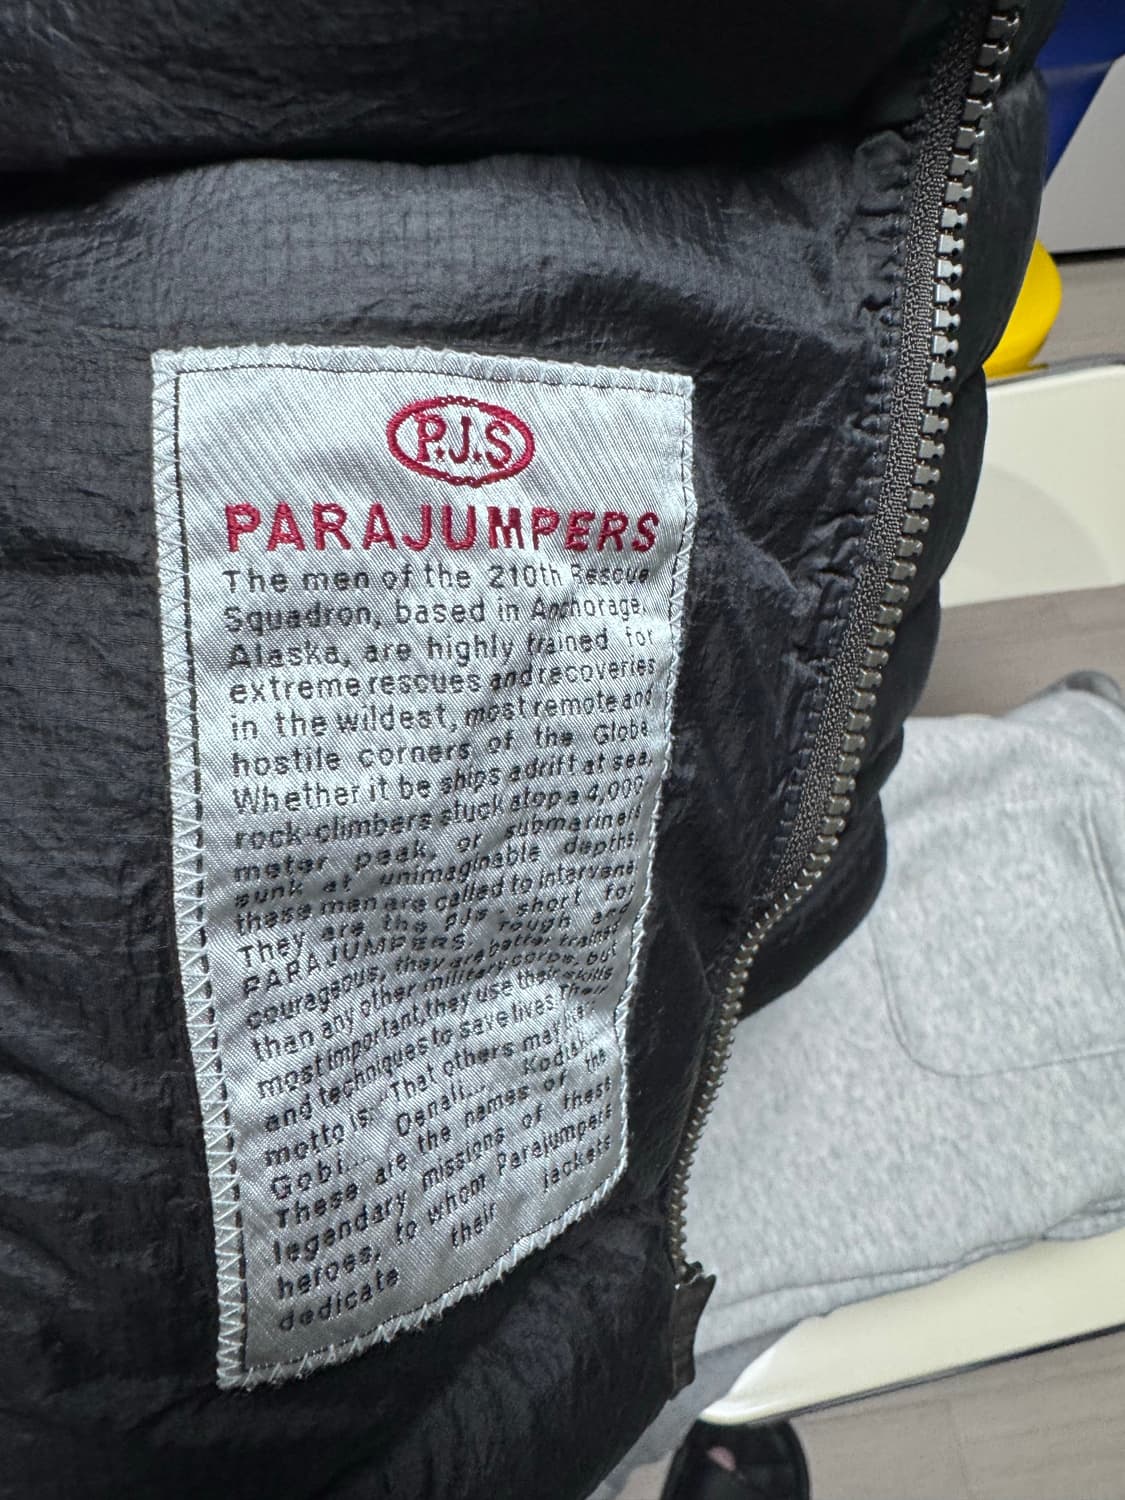 P.J.S
PARAJUMPERS
The men of the 210th Rescue
Squadron, based in Anchorage,
Alaska, are highly trained for
extreme rescues and recoveries
in the wildest, most remote and
hostile corners of the Globe
Whether it be ships adrift at sea,
rock-climbers stuck atop a 4,000
meter peak, or submariners
sunk at unimaginable depths,
these men are called to intervene
They are the PJs - short for
PARAJUMPERS. rough and
courageous, they are better trained
than any other military corps, but
most important, they use their skills
and techniques to save lives Their
motto is: "That others may
Gobi... Denali... Kodiak...
These are the names of the
legendary missions of these
heroes, to whom Parajumpers
dedicate their jackets